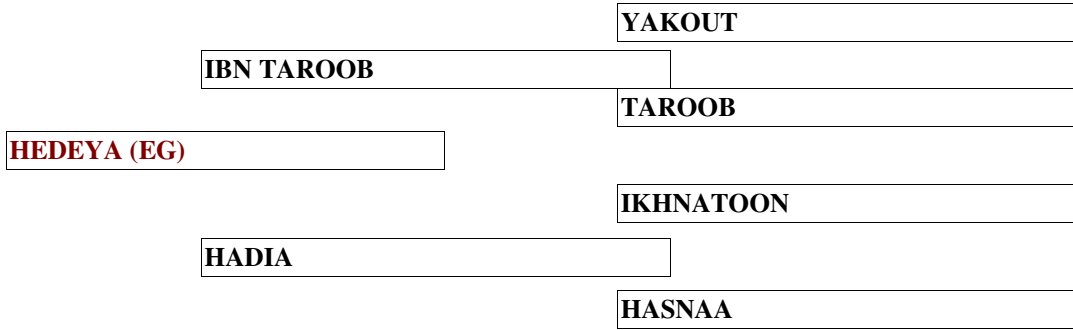 YAKOUT
IBN TAROOB
TAROOB
HEDEYA (EG)
IKHNATOON
HADIA
HASNAA